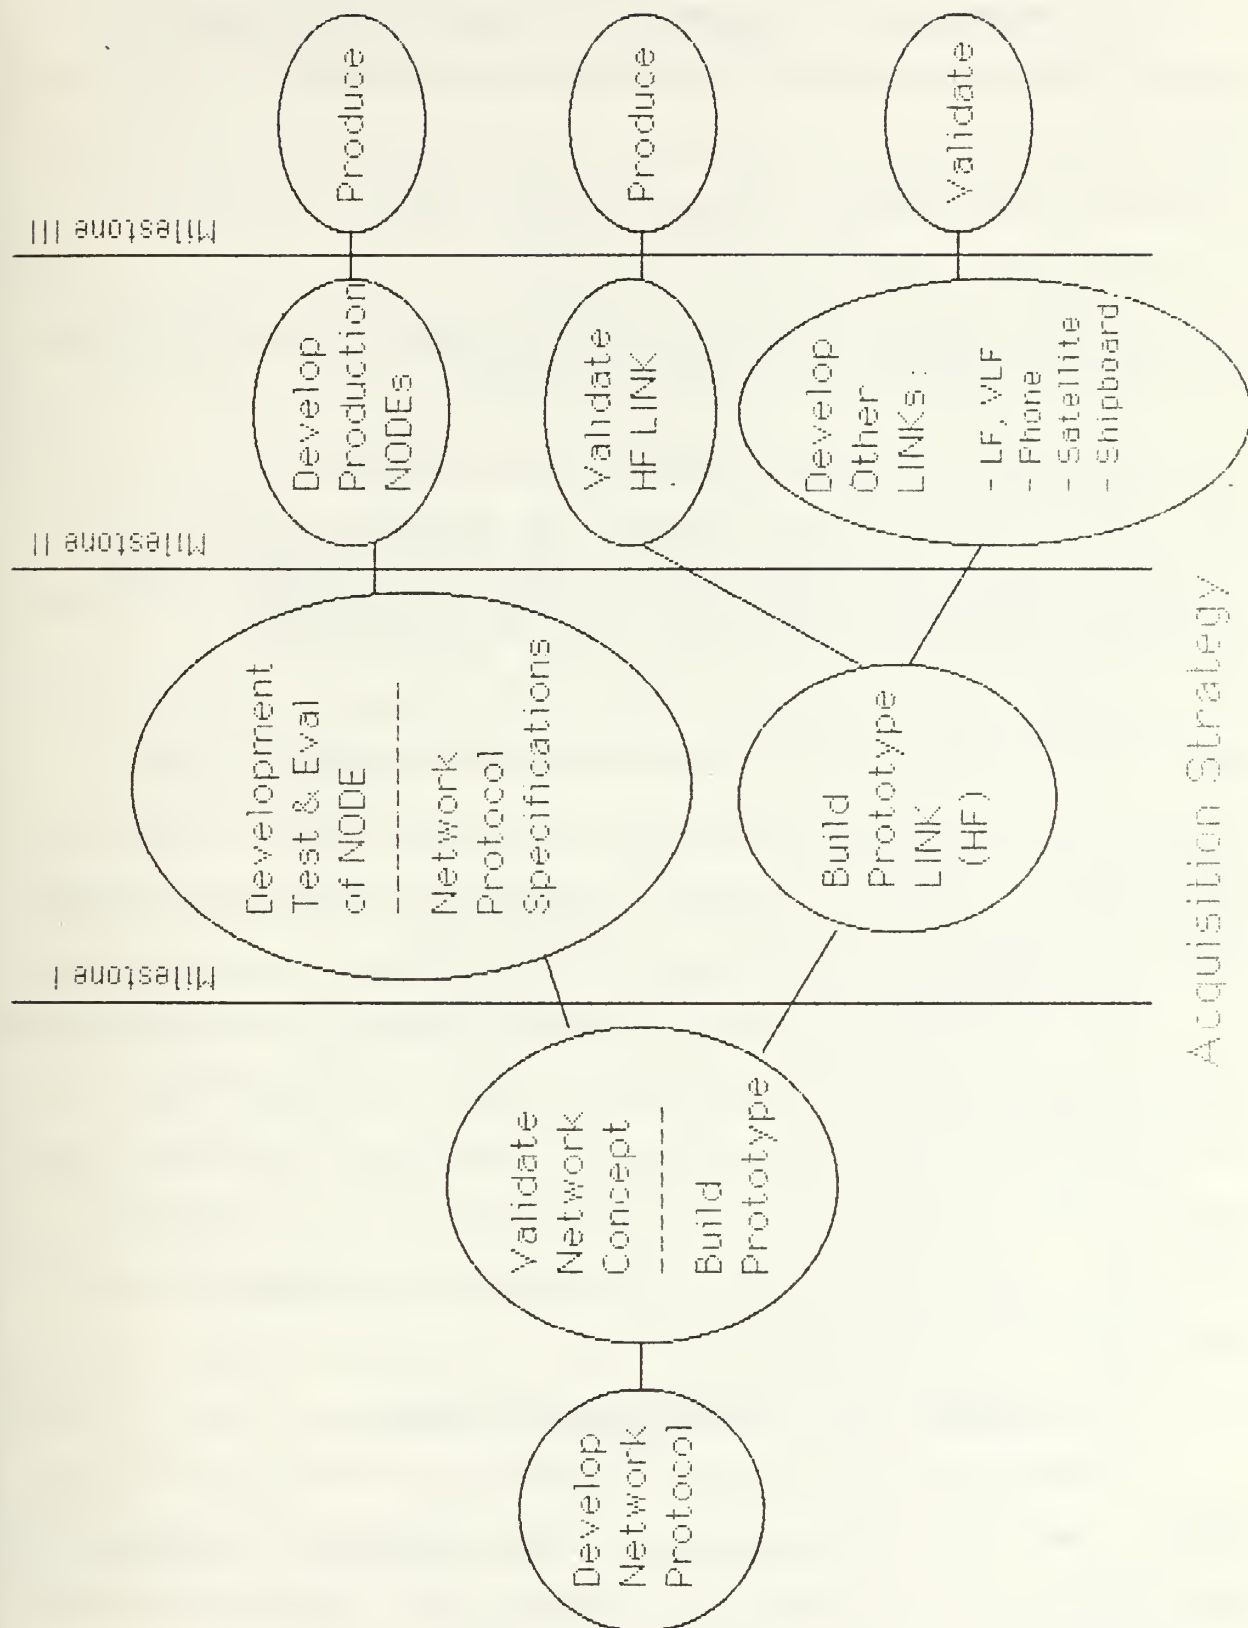 Develop
Network
Protocol
Validate
Network
Concept
--------
Build
Prototype
Milestone I
Development
Test & Eval
of NODE
-----------
Network
Protocol
Specifications
Build
Prototype
LINK
(HF)
Milestone II
Develop
Production
NODEs
Validate
HF LINK
Develop
Other
LINKs:
- LF, VLF
- Phone
- Satellite
- Shipboard
Milestone III
Produce
Produce
Validate
Acquisition Strategy